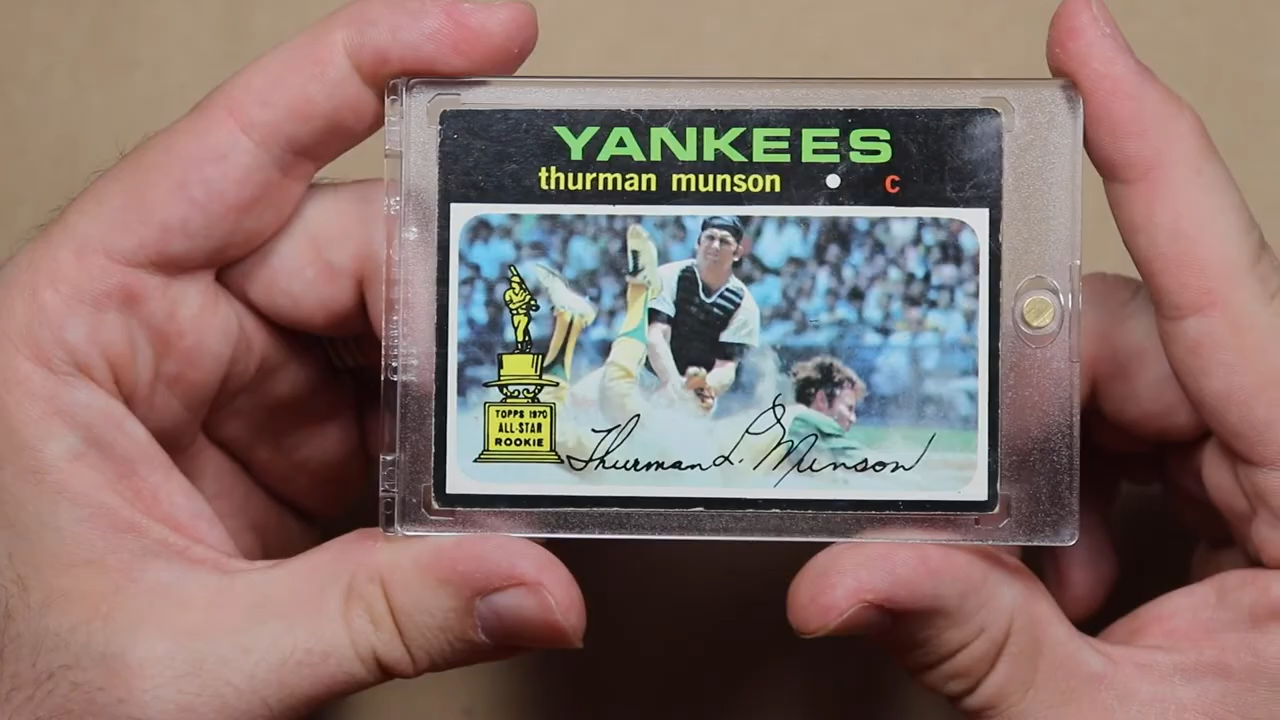 YANKEES
thurman munson • c
TOPPS 1970
ALL-STAR
ROOKIE
Thurman L. Munson